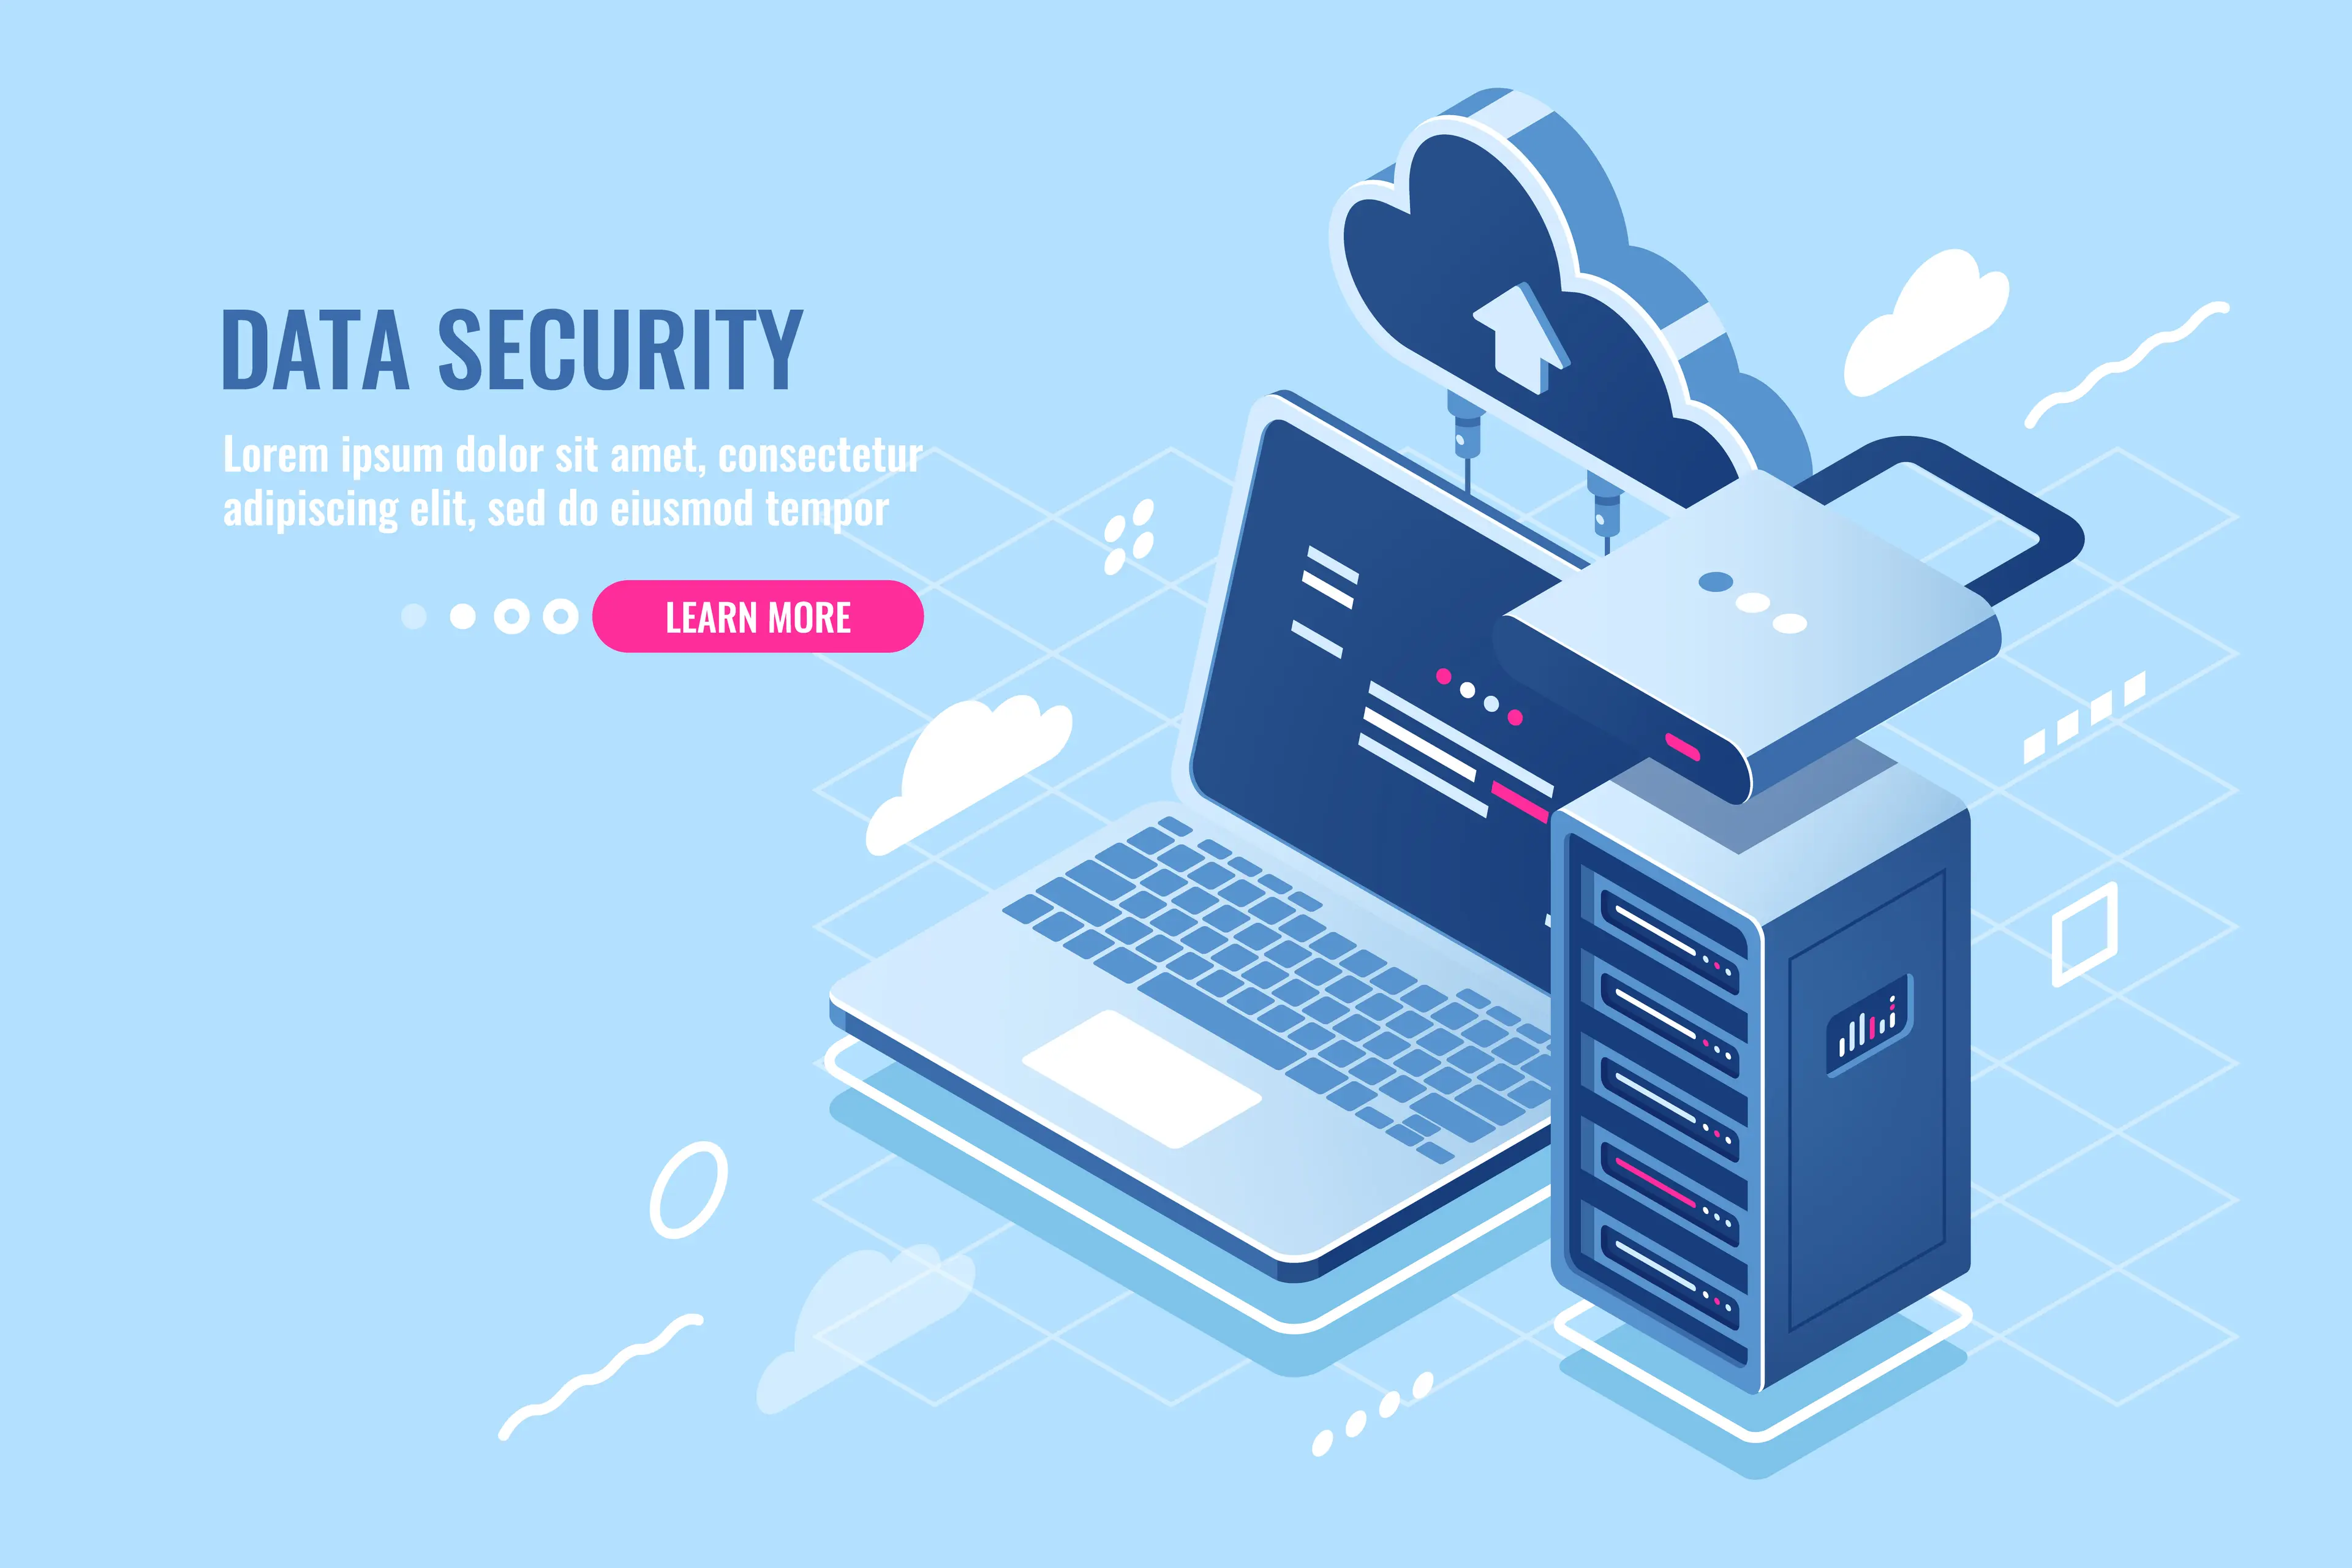 DATA SECURITY
Lorem ipsum dolor sit amet, consectetur
adipiscing elit, sed do eiusmod tempor
LEARN MORE